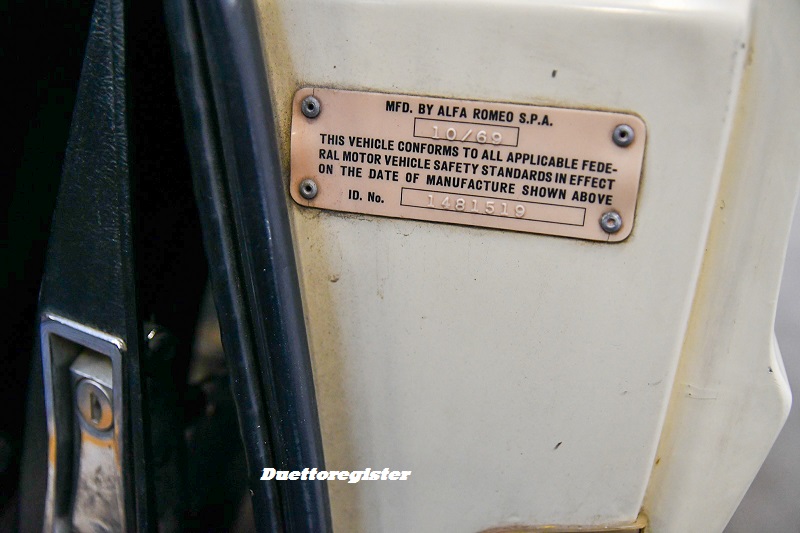 MFD. BY ALFA ROMEO S.P.A.
10/69
THIS VEHICLE CONFORMS TO ALL APPLICABLE FEDE-
RAL MOTOR VEHICLE SAFETY STANDARDS IN EFFECT
ON THE DATE OF MANUFACTURE SHOWN ABOVE
ID. No. 1481519
Duettoregister